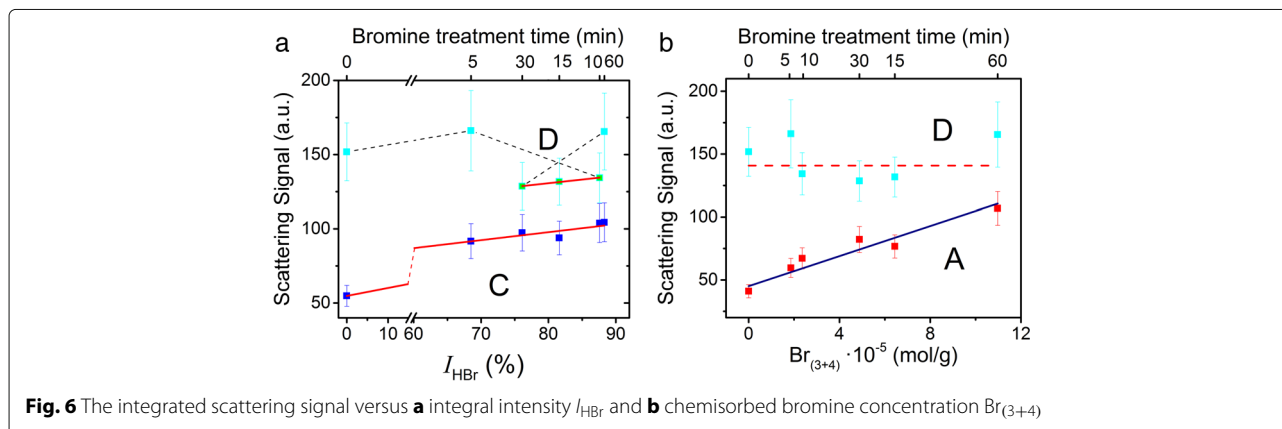 a
Bromine treatment time (min)
0 5 30 15 10 60
200
150
100
50
Scattering Signal (a.u.)
D
C
0 10 60 70 80 90
I_HBr (%)
b
Bromine treatment time (min)
0 5 10 30 15 60
200
150
100
50
0
Scattering Signal (a.u.)
D
A
0 4 8 12
Br(3+4) ·10-5 (mol/g)
Fig. 6 The integrated scattering signal versus a integral intensity I_HBr and b chemisorbed bromine concentration Br(3+4)